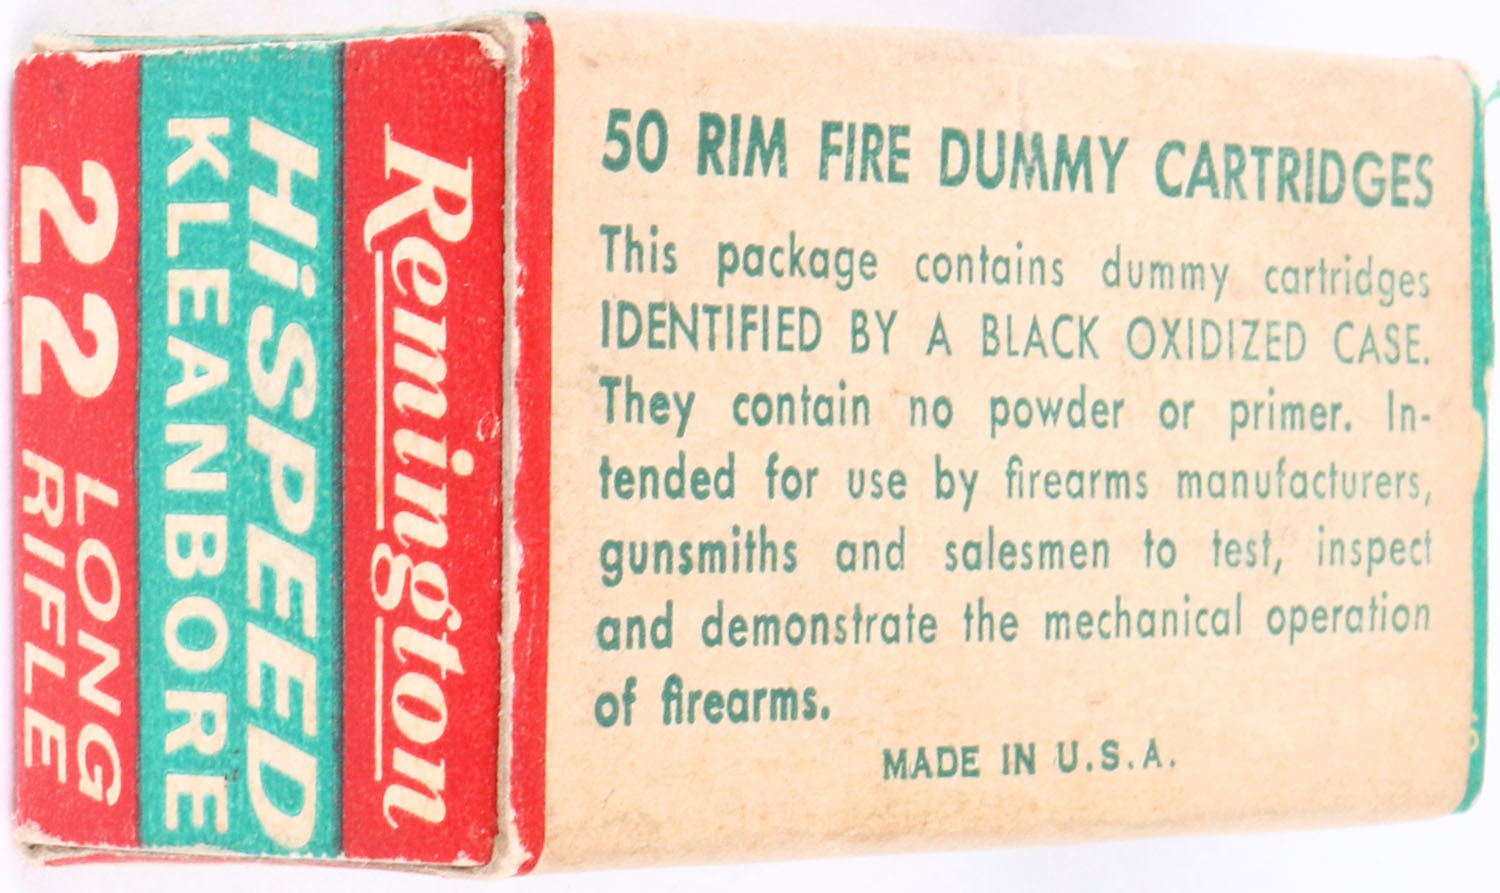 Remington
HiSPEED
KLEANBORE
22 LONG
RIFLE
50 RIM FIRE DUMMY CARTRIDGES
This package contains dummy cartridges
IDENTIFIED BY A BLACK OXIDIZED CASE.
They contain no powder or primer. In-
tended for use by firearms manufacturers,
gunsmiths and salesmen to test, inspect
and demonstrate the mechanical operation
of firearms.
MADE IN U.S.A.